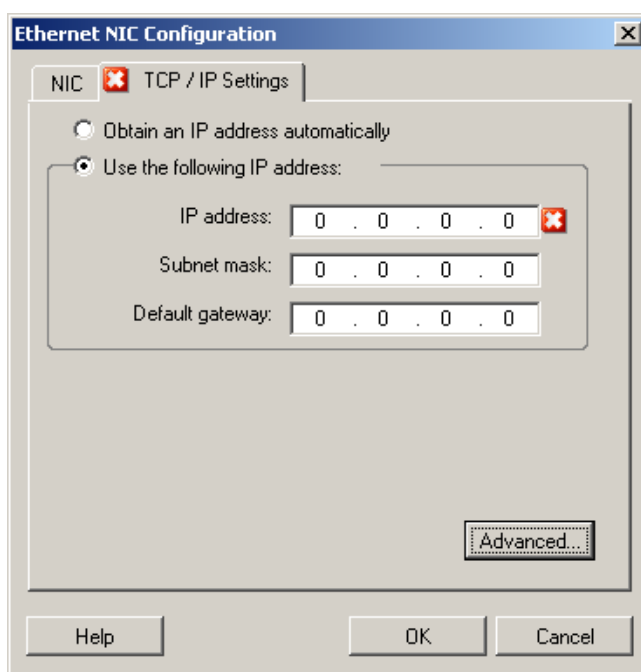 Ethernet NIC Configuration
NIC TCP / IP Settings
Obtain an IP address automatically
Use the following IP address:
IP address: 0 . 0 . 0 . 0
Subnet mask: 0 . 0 . 0 . 0
Default gateway: 0 . 0 . 0 . 0
Advanced...
Help OK Cancel